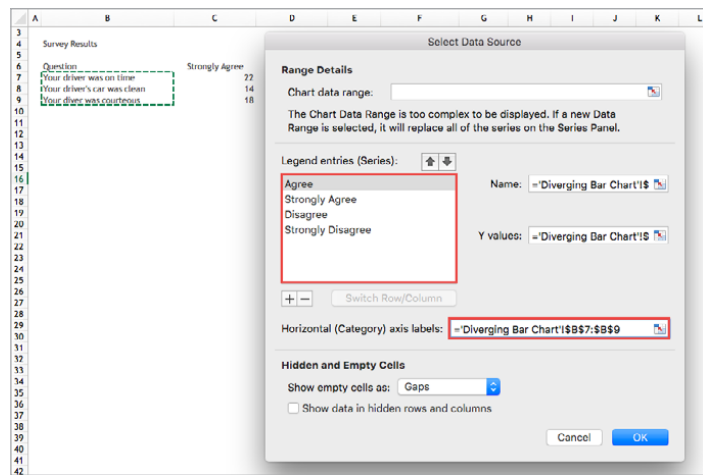 A B C D E F G H I J K L
3
4 Survey Results
5
6 Question Strongly Agree
7 Your driver was on time 22
8 Your driver's car was clean 14
9 Your diver was courteous 18
10
11
12
13
14
15
16
17
18
19
20
21
22
23
24
25
26
27
28
29
30
31
32
33
34
35
36
37
38
39
40
41
42
Select Data Source
Range Details
Chart data range:
The Chart Data Range is too complex to be displayed. If a new Data
Range is selected, it will replace all of the series on the Series Panel.
Legend entries (Series):
Agree
Strongly Agree
Disagree
Strongly Disagree
Name: ='Diverging Bar Chart'!$
Y values: ='Diverging Bar Chart'!$
+ −
Switch Row/Column
Horizontal (Category) axis labels: ='Diverging Bar Chart'!$B$7:$B$9
Hidden and Empty Cells
Show empty cells as: Gaps
Show data in hidden rows and columns
Cancel OK